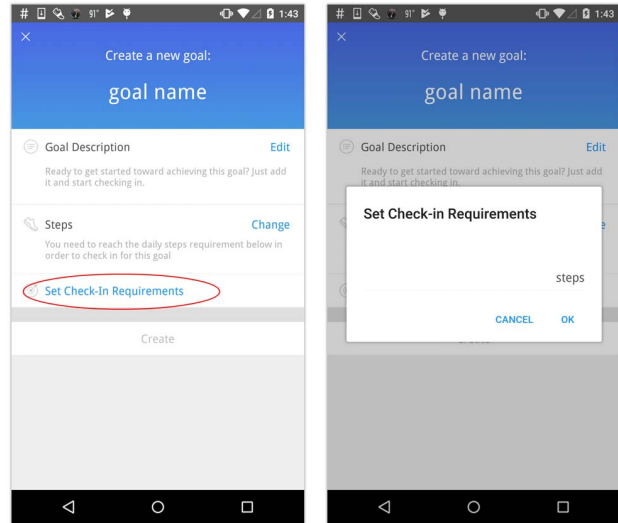 # 91° 1:43
×
Create a new goal:
goal name
Goal Description Edit
Ready to get started toward achieving this goal? Just add
it and start checking in.
Steps Change
You need to reach the daily steps requirement below in
order to check in for this goal
Set Check-In Requirements
Create
# 91° 1:43
×
Create a new goal:
goal name
Goal Description Edit
Ready to get started toward achieving this goal? Just add
it and start checking in.
Set Check-in Requirements
steps
CANCEL OK